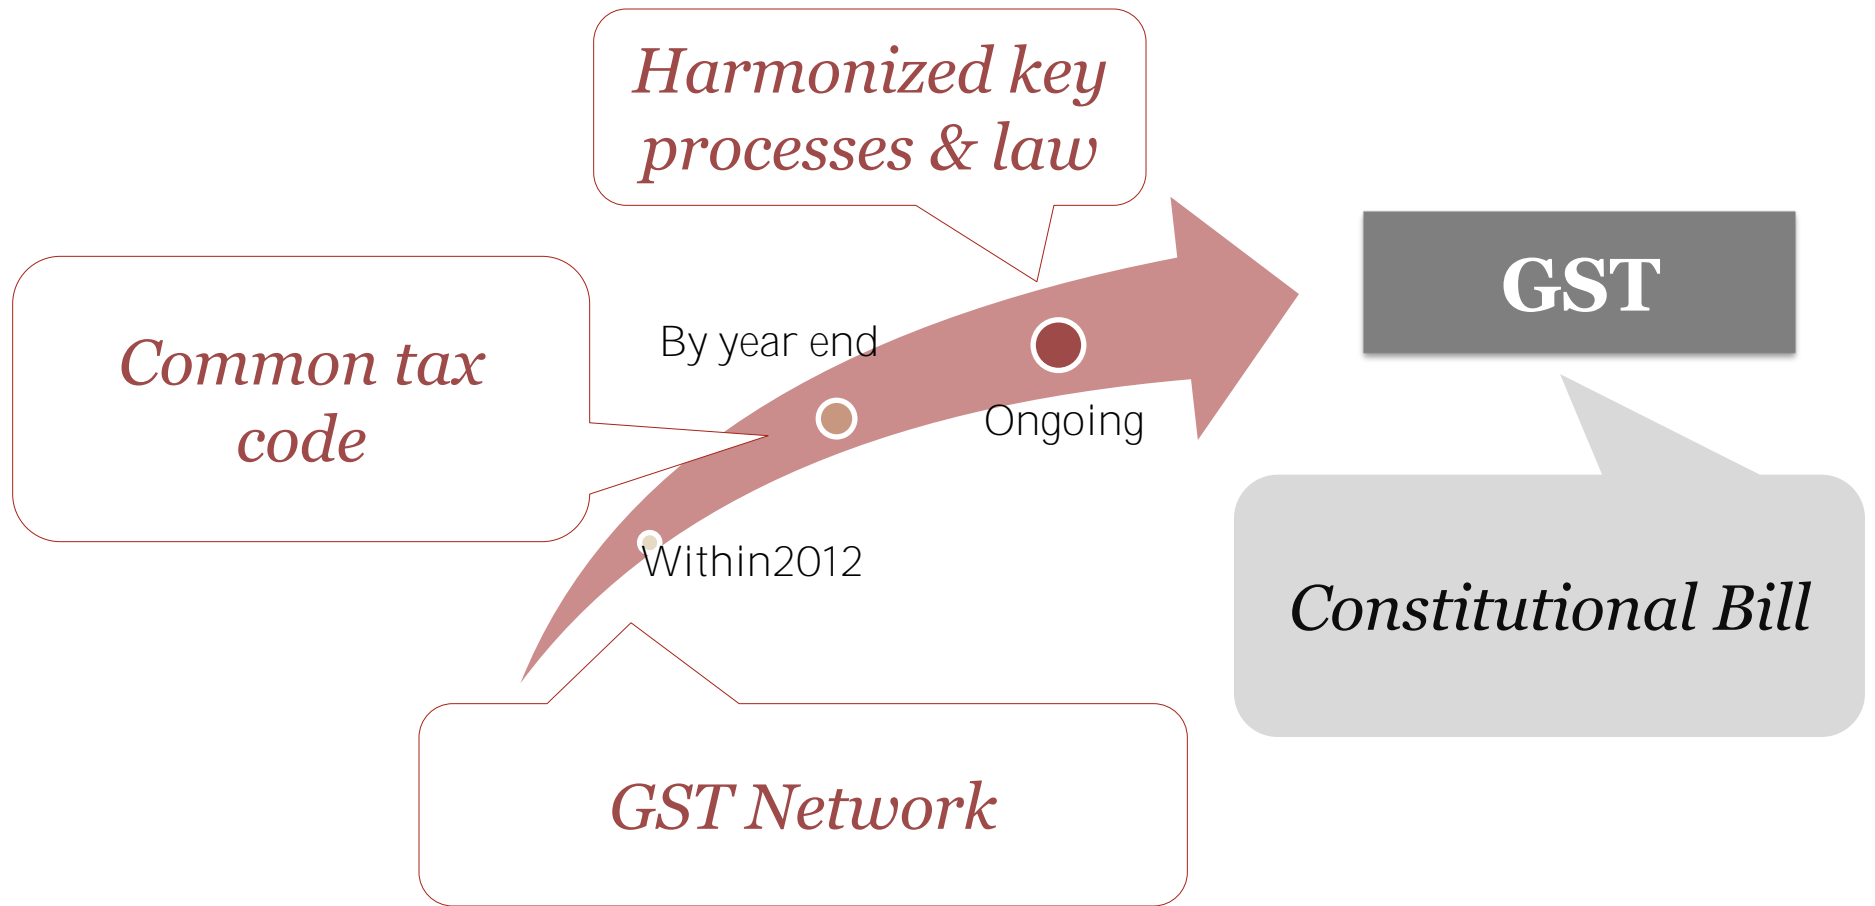 Harmonized key
processes & law
GST
Common tax
code
By year end
Ongoing
Within2012
Constitutional Bill
GST Network